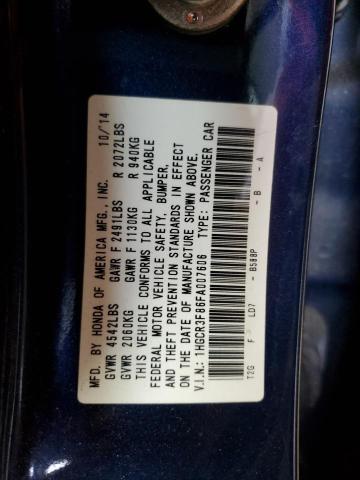 MFD. BY HONDA OF AMERICA MFG., INC. 10/'14
GVWR 4542LBS GAWR F 2491LBS R 2072LBS
GVWR 2060KG GAWR F 1130KG R 940KG
THIS VEHICLE CONFORMS TO ALL APPLICABLE
FEDERAL MOTOR VEHICLE SAFETY, BUMPER,
AND THEFT PREVENTION STANDARDS IN EFFECT
ON THE DATE OF MANUFACTURE SHOWN ABOVE.
V.I.N.: 1HGCR3F86FA007606 TYPE: PASSENGER CAR
T2G F LD7 - B588P - B - A